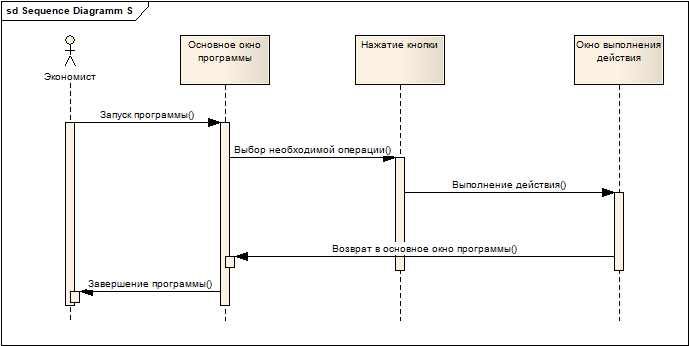 sd Sequence Diagramm S
Экономист
Основное окно
программы
Нажатие кнопки
Окно выполнения
действия
Запуск программы()
Выбор необходимой операции()
Выполнение действия()
Возврат в основное окно программы()
Завершение программы()